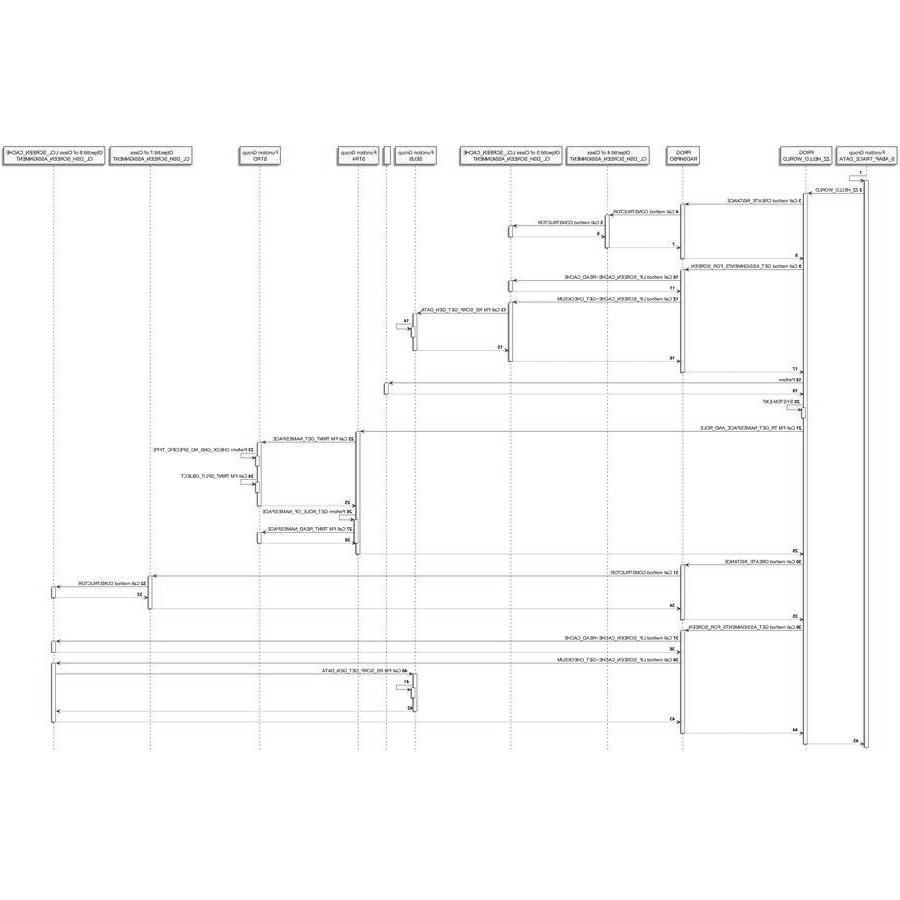 Function Group
S_ABAP_TRACE_DATA
PROG
ZZ_HELLO_WORLD
PROG
ObjectId:4 of Class
CL_DSH_SCREEN_ASSIGNMENT
ObjectId:5 of Class LCL_SCREEN_CACHE
CL_DSH_SCREEN_ASSIGNMENT
Function Group
Function Group
Function Group
STRD
ObjectId:7 of Class
CL_DSH_SCREEN_ASSIGNMENT
ObjectId:8 of Class LCL_SCREEN_CACHE
CL_DSH_SCREEN_ASSIGNMENT
1
2 ZZ_HELLO_WORLD
3 Call method CREATE_INSTANCE
4 Call method CONSTRUCTOR
5 Call method CONSTRUCTOR
6
7
8
9 Call method GET_ASSIGNMENTS_FOR_SCREEN
10 Call method LIF_SCREEN_CACHE~READ_CACHE
11
12 Call method LIF_SCREEN_CACHE~GET_CHECKSUM
13 Call FM RS_SCRP_GET_GEN_DATA
14
15
16
17
18 Perform
19
20 SYSTEM-EXIT
21 Call FM TR_GET_NAMESPACE_AND_ROLE
22 Call FM TRINT_GET_NAMESPACE
23 Perform CHECK_GNS_NO_SPECIFIC_TYPE
24 Call FM TRINT_SPLIT_OBJECT
25
26 Perform GET_ROLE_OF_NAMESPACE
27 Call FM TRINT_READ_NAMESPACE
28
29
30 Call method CREATE_INSTANCE
31 Call method CONSTRUCTOR
32 Call method CONSTRUCTOR
33
34
35
36 Call method GET_ASSIGNMENTS_FOR_SCREEN
37 Call method LIF_SCREEN_CACHE~READ_CACHE
38
39 Call method LIF_SCREEN_CACHE~GET_CHECKSUM
40 Call FM RS_SCRP_GET_GEN_DATA
41
42
43
44
45